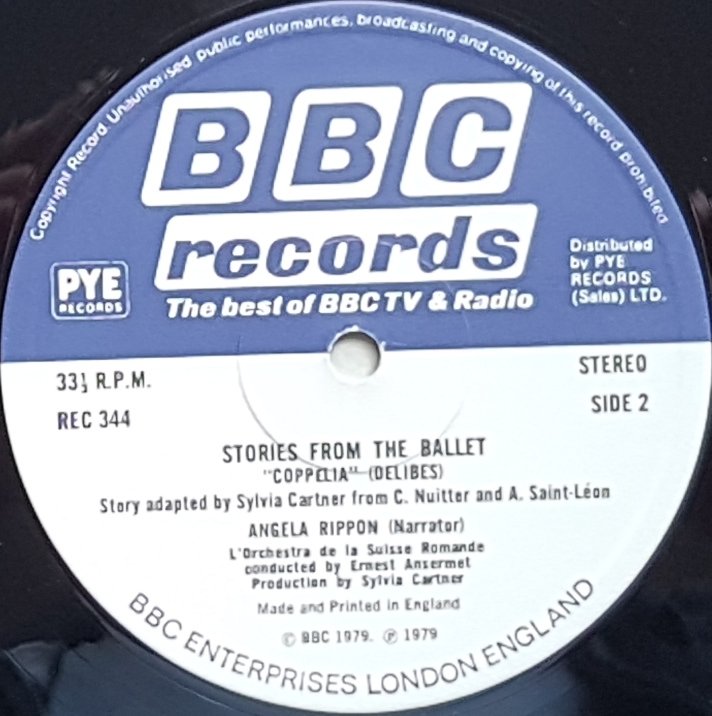 Copyright Record Unauthorised public performances, broadcasting and copying of this record prohibited
BBC
records
The best of BBC TV & Radio
PYE
RECORDS
Distributed
by PYE
RECORDS
(Sales) LTD.
33⅓ R.P.M.
REC 344
STEREO
SIDE 2
STORIES FROM THE BALLET
"COPPELIA" (DELIBES)
Story adapted by Sylvia Cartner from C. Nuitter and A. Saint-Léon
ANGELA RIPPON (Narrator)
L'Orchestra de la Suisse Romande
conducted by Ernest Ansermet
Production by Sylvia Cartner
Made and Printed in England
© BBC 1979. ℗ 1979
BBC ENTERPRISES LONDON ENGLAND